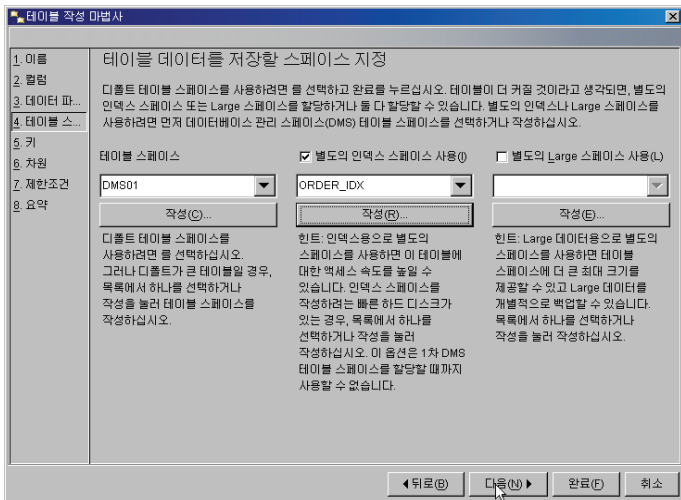 테이블 작성 마법사
1. 이름
2. 컬럼
3. 데이터 파...
4. 테이블 스...
5. 키
6. 차원
7. 제한조건
8. 요약
테이블 데이터를 저장할 스페이스 지정
디폴트 테이블 스페이스를 사용하려면 를 선택하고 완료를 누르십시오. 테이블이 더 커질 것이라고 생각되면, 별도의
인덱스 스페이스 또는 Large 스페이스를 할당하거나 둘 다 할당할 수 있습니다. 별도의 인덱스나 Large 스페이스를
사용하려면 먼저 데이터베이스 관리 스페이스(DMS) 테이블 스페이스를 선택하거나 작성하십시오.
테이블 스페이스
DMS01
작성(C)...
디폴트 테이블 스페이스를
사용하려면 를 선택하십시오.
그러나 디폴트가 큰 테이블일 경우,
목록에서 하나를 선택하거나
작성을 눌러 테이블 스페이스를
작성하십시오.
별도의 인덱스 스페이스 사용(I)
ORDER_IDX
작성(R)...
힌트: 인덱스용으로 별도의
스페이스를 사용하면 이 테이블에
대한 액세스 속도를 높일 수
있습니다. 인덱스 스페이스를
작성하려는 빠른 하드 디스크가
있는 경우, 목록에서 하나를
선택하거나 작성을 눌러
작성하십시오. 이 옵션은 1차 DMS
테이블 스페이스를 할당할 때까지
사용할 수 없습니다.
별도의 Large 스페이스 사용(L)
작성(E)...
힌트: Large 데이터용으로 별도의
스페이스를 사용하면 테이블
스페이스에 더 큰 최대 크기를
제공할 수 있고 Large 데이터를
개별적으로 백업할 수 있습니다.
목록에서 하나를 선택하거나
작성을 눌러 작성하십시오.
뒤로(B)
다음(N)
완료(F)
취소